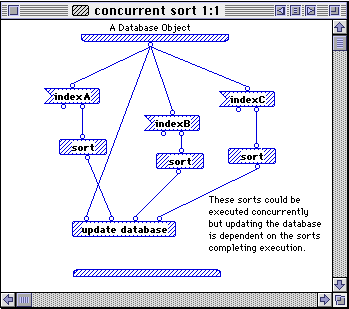 concurrent sort 1:1
A Database Object
indexA
indexC
indexB
sort
sort
sort
These sorts could be
executed concurrently
but updating the database
is dependent on the sorts
completing execution.
update database